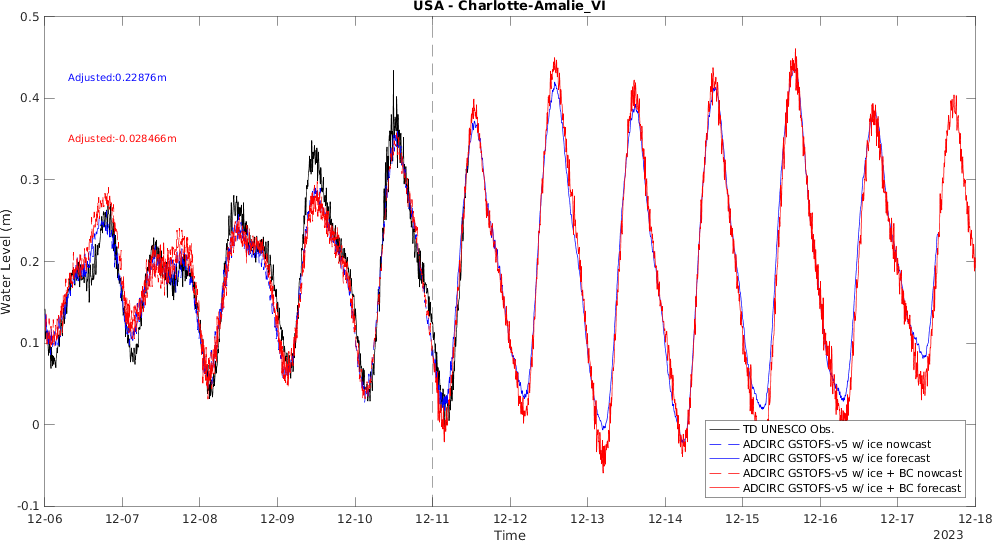 USA - Charlotte-Amalie_VI
0.5
Adjusted:0.22876m
0.4
Adjusted:-0.028466m
0.3
Water Level (m)
0.2
0.1
0
TD UNESCO Obs.
ADCIRC GSTOFS-v5 w/ ice nowcast
ADCIRC GSTOFS-v5 w/ ice forecast
ADCIRC GSTOFS-v5 w/ ice + BC nowcast
ADCIRC GSTOFS-v5 w/ ice + BC forecast
-0.1
12-06 12-07 12-08 12-09 12-10 12-11 12-12 12-13 12-14 12-15 12-16 12-17 12-18
Time
2023